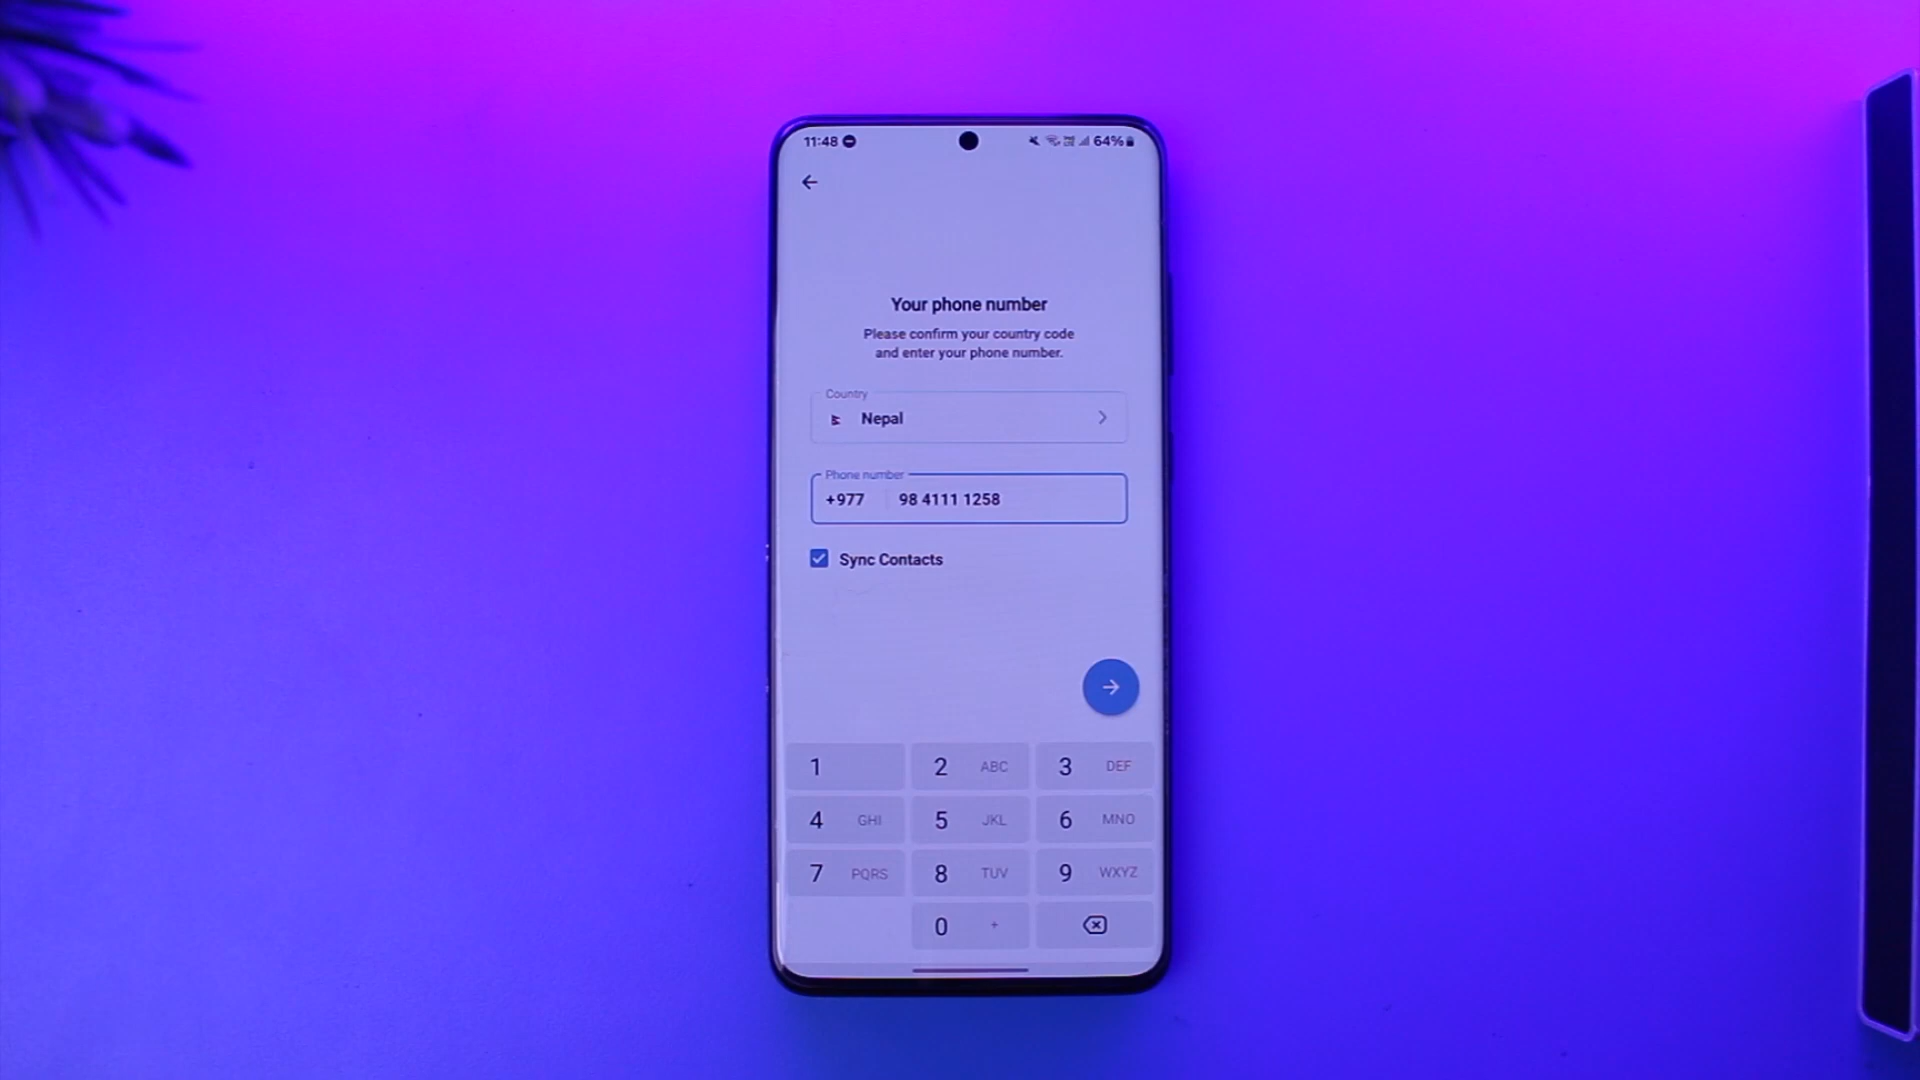 11:48
64%
Your phone number
Please confirm your country code
and enter your phone number.
Country
Nepal
Phone number
+977 98 4111 1258
Sync Contacts
1 2 ABC 3 DEF
4 GHI 5 JKL 6 MNO
7 PQRS 8 TUV 9 WXYZ
0 +